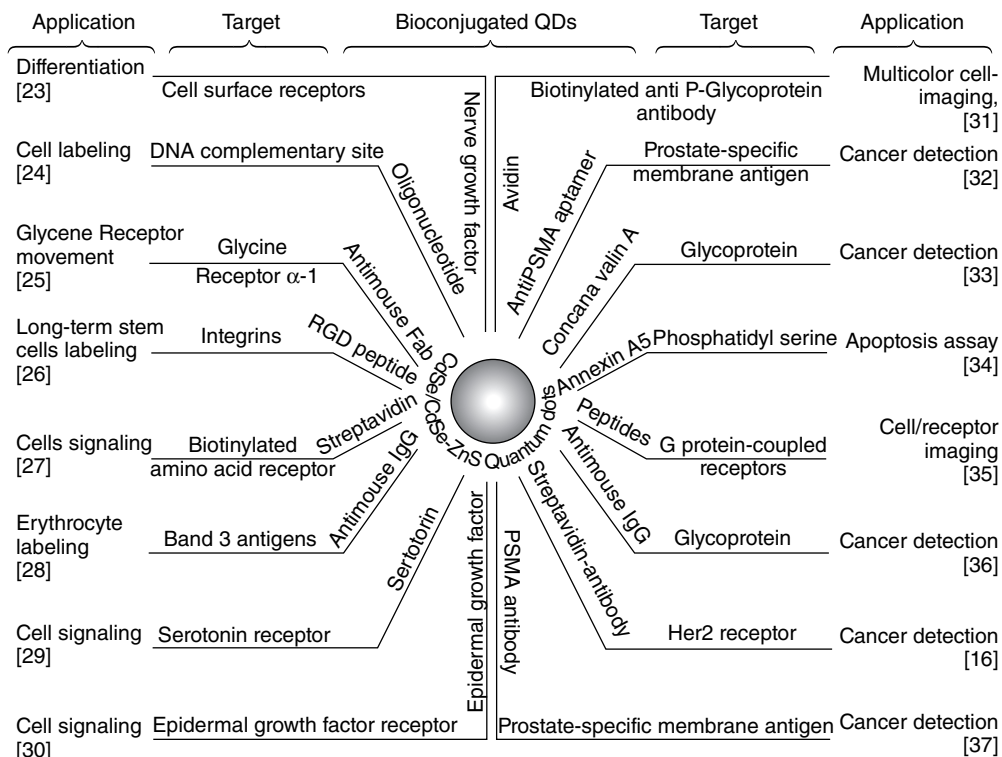 Application
Target
Bioconjugated QDs
Target
Application
Differentiation
[23]
Cell surface receptors
Nerve growth factor
Cell labeling
[24]
DNA complementary site
Oligonucleotide
Glycene Receptor
movement
[25]
Glycine
Receptor α-1
Antimouse Fab
Long-term stem
cells labeling
[26]
Integrins
RGD peptide
Cells signaling
[27]
Biotinylated
amino acid receptor
Streptavidin
Erythrocyte
labeling
[28]
Band 3 antigens
Antimouse IgG
Cell signaling
[29]
Serotonin receptor
Sertotorin
Cell signaling
[30]
Epidermal growth factor receptor
Epidermal growth factor
CdSe/CdSe-ZnS Quantum dots
Avidin
Biotinylated anti P-Glycoprotein
antibody
Multicolor cell-
imaging,
[31]
AntiPSMA aptamer
Prostate-specific
membrane antigen
Cancer detection
[32]
Concana valin A
Glycoprotein
Cancer detection
[33]
Annexin A5
Phosphatidyl serine
Apoptosis assay
[34]
Peptides
G protein-coupled
receptors
Cell/receptor
imaging
[35]
Antimouse IgG
Glycoprotein
Cancer detection
[36]
Streptavidin-antibody
Her2 receptor
Cancer detection
[16]
PSMA antibody
Prostate-specific membrane antigen
Cancer detection
[37]